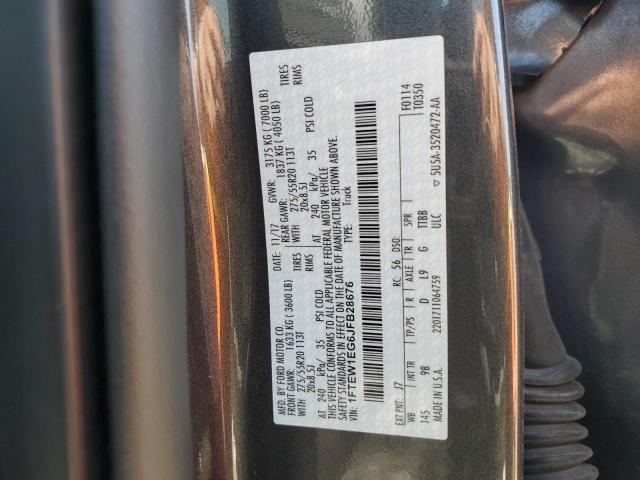 MFD. BY FORD MOTOR CO.
DATE: 11/17 GVWR: 3175 KG ( 7000 LB)
FRONT GAWR: 1633 KG ( 3600 LB) REAR GAWR: 1837 KG ( 4050 LB)
WITH 275/55R20 113T TIRES WITH 275/55R20 113T TIRES
20x8.5J RIMS 20x8.5J RIMS
AT 240 kPa/ 35 PSI COLD AT 240 kPa/ 35 PSI COLD
THIS VEHICLE CONFORMS TO ALL APPLICABLE FEDERAL MOTOR VEHICLE
SAFETY STANDARDS IN EFFECT ON THE DATE OF MANUFACTURE SHOWN ABOVE.
VIN: 1FTEW1EG6JFB28676 TYPE: Truck
F0114
EXT PNT: J7 RC: 56 DSO: T0350
WB INT TR TP/PS R AXLE TR SPR
145 9B D L9 G TTBB
2201711064759 ULC
MADE IN U.S.A. ▽ 5U5A-3520472-AA